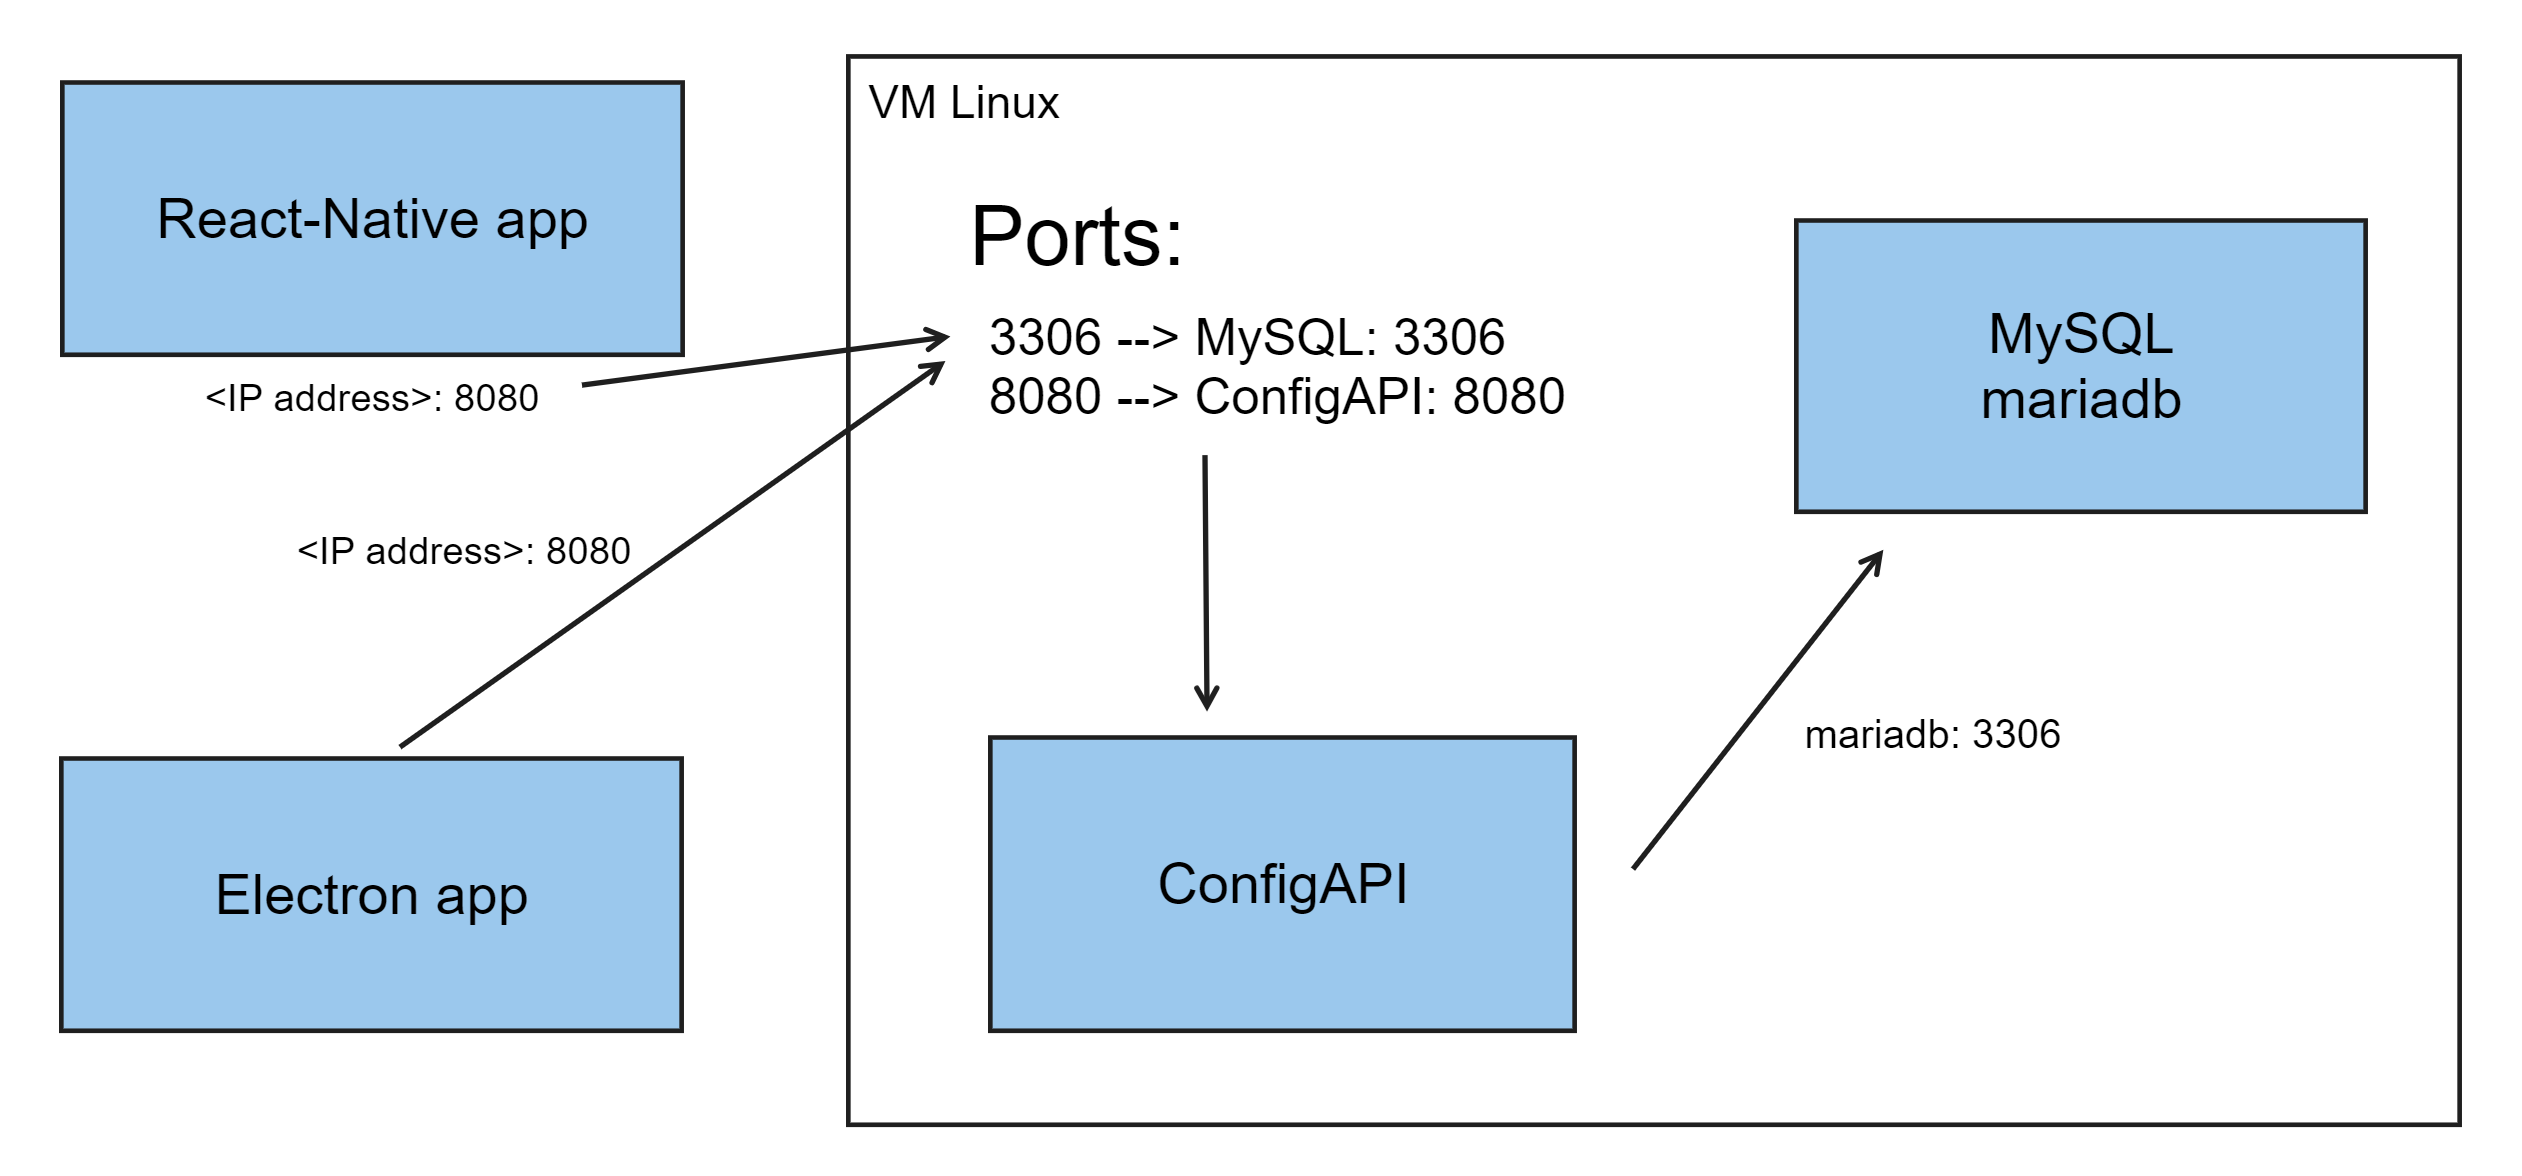 React-Native app
<IP address>: 8080
<IP address>: 8080
Electron app
VM Linux
Ports:
3306 --> MySQL: 3306
8080 --> ConfigAPI: 8080
MySQL
mariadb
mariadb: 3306
ConfigAPI